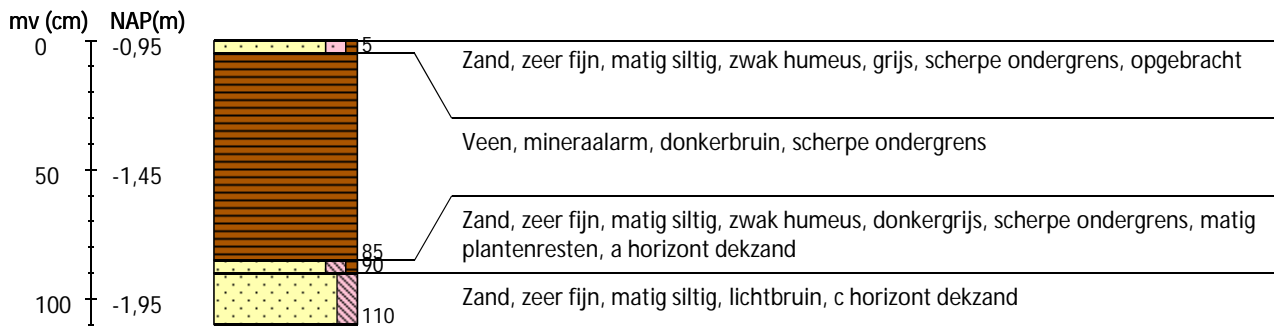 mv (cm) NAP(m)
0 -0,95 5
Zand, zeer fijn, matig siltig, zwak humeus, grijs, scherpe ondergrens, opgebracht
Veen, mineraalarm, donkerbruin, scherpe ondergrens
50 -1,45
Zand, zeer fijn, matig siltig, zwak humeus, donkergrijs, scherpe ondergrens, matig
plantenresten, a horizont dekzand
85
90
100 -1,95
Zand, zeer fijn, matig siltig, lichtbruin, c horizont dekzand
110